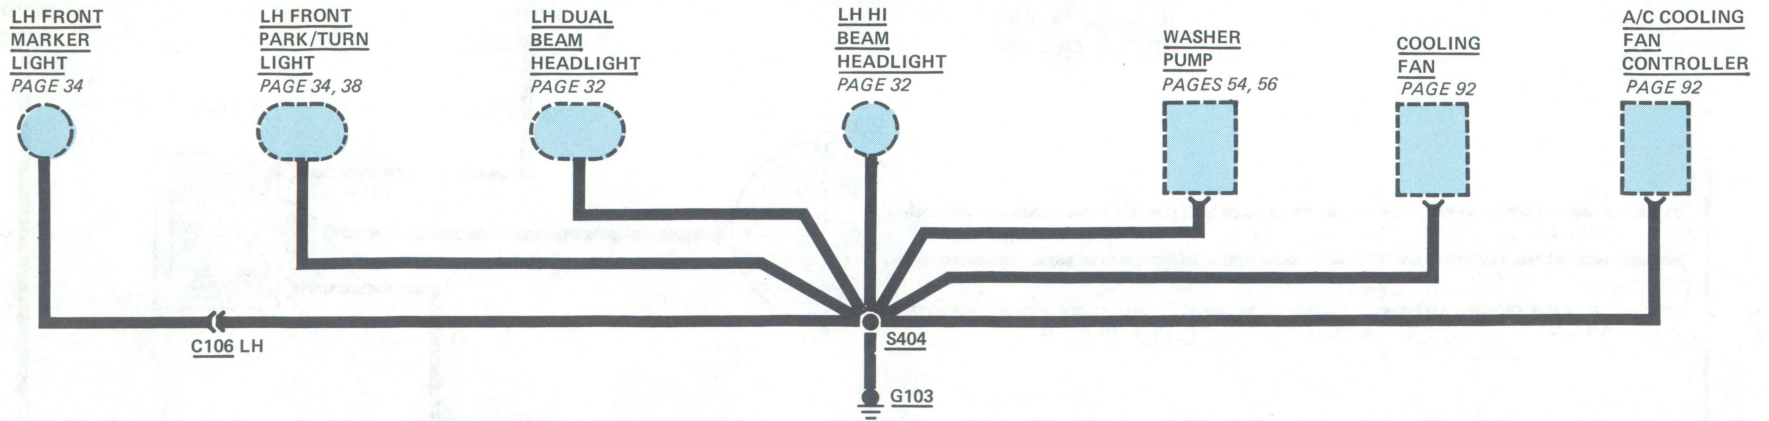 LH FRONT
MARKER
LIGHT
PAGE 34
LH FRONT
PARK/TURN
LIGHT
PAGE 34, 38
LH DUAL
BEAM
HEADLIGHT
PAGE 32
LH HI
BEAM
HEADLIGHT
PAGE 32
WASHER
PUMP
PAGES 54, 56
COOLING
FAN
PAGE 92
A/C COOLING
FAN
CONTROLLER
PAGE 92
C106 LH
S404
G103